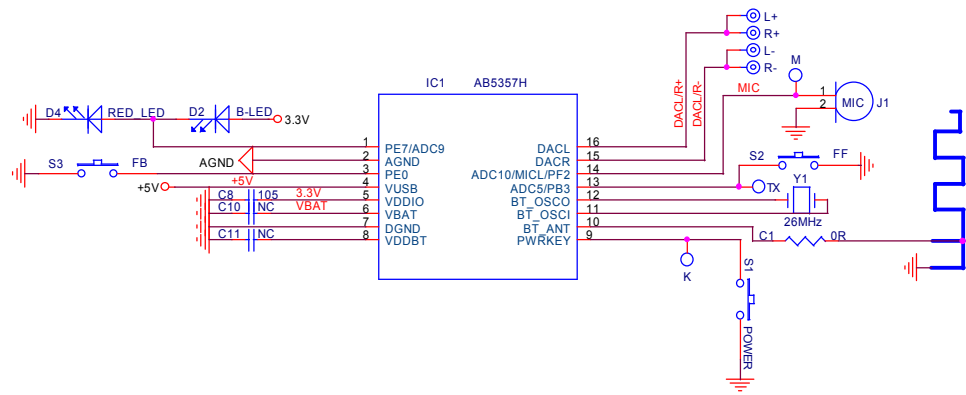 L+
R+
L-
R-
M
MIC
1
2
MIC
J1
DACL/R+
DACL/R-
IC1 AB5357H
D4
RED_LED
D2
B-LED
3.3V
S3
FB
AGND
+5V
+5V
C8
105
3.3V
C10
NC
VBAT
C11
NC
1 PE7/ADC9
2 AGND
3 PE0
4 VUSB
5 VDDIO
6 VBAT
7 DGND
8 VDDBT
DACL 16
DACR 15
ADC10/MICL/PF2 14
ADC5/PB3 13
BT_OSCO 12
BT_OSCI 11
BT_ANT 10
PWRKEY 9
S2
FF
TX
Y1
26MHz
C1
0R
K
S1
POWER